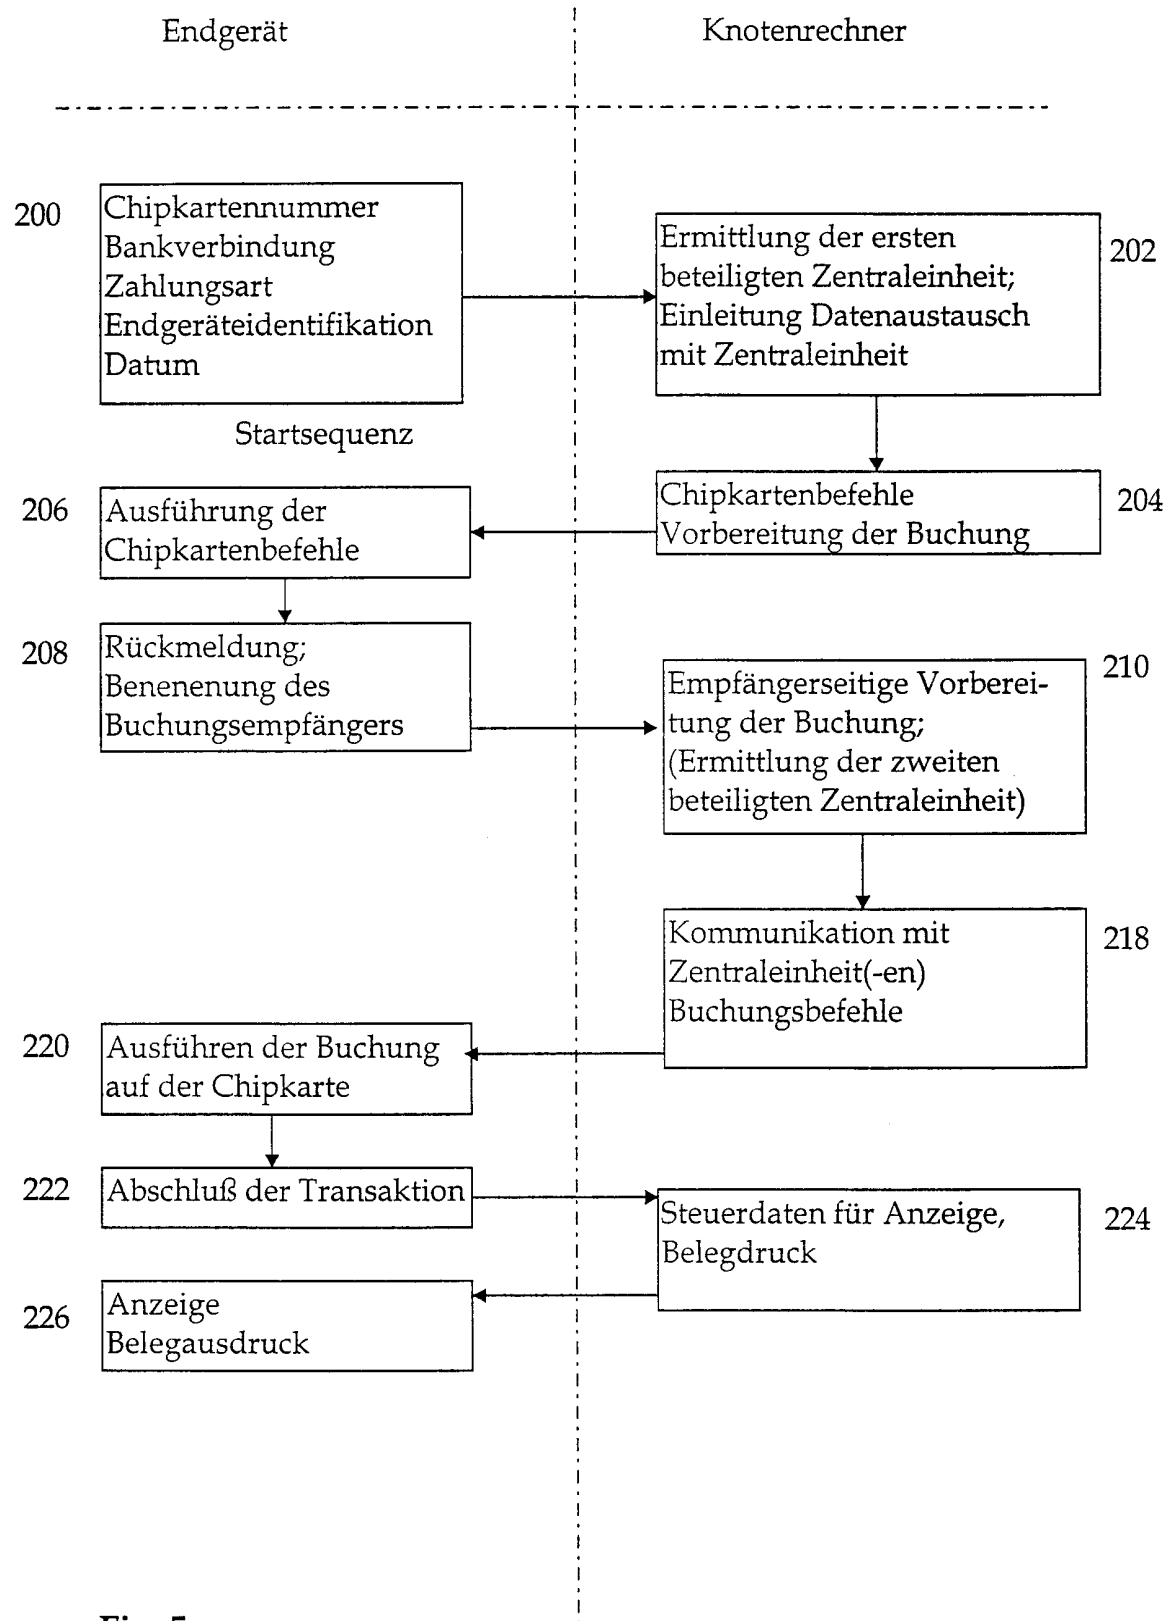 Endgerät
Knotenrechner
200
Chipkartennummer
Bankverbindung
Zahlungsart
Endgeräteidentifikation
Datum
Startsequenz
202
Ermittlung der ersten
beteiligten Zentraleinheit;
Einleitung Datenaustausch
mit Zentraleinheit
204
Chipkartenbefehle
Vorbereitung der Buchung
206
Ausführung der
Chipkartenbefehle
208
Rückmeldung;
Benenenung des
Buchungsempfängers
210
Empfängerseitige Vorberei-
tung der Buchung;
(Ermittlung der zweiten
beteiligten Zentraleinheit)
218
Kommunikation mit
Zentraleinheit(-en)
Buchungsbefehle
220
Ausführen der Buchung
auf der Chipkarte
222
Abschluß der Transaktion
224
Steuerdaten für Anzeige,
Belegdruck
226
Anzeige
Belegausdruck